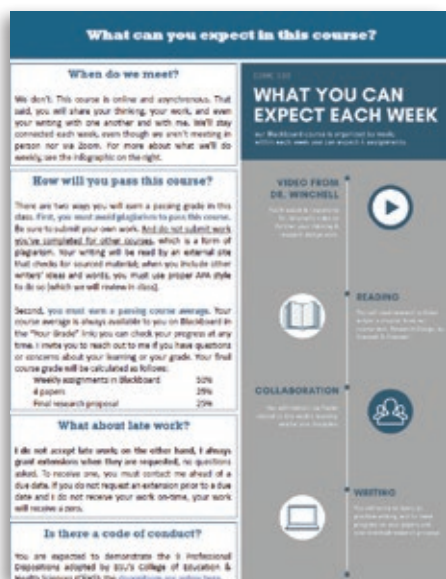 What can you expect in this course?
When do we meet?
We don't. This course is online and asynchronous. That
said, you will share your thinking, your work, and even
your writing with one another and with me. We'll stay
connected each week, even though we aren't meeting in
person nor via Zoom. For more about what we'll do
weekly, see the infographic on the right.
How will you pass this course?
There are two ways you will earn a passing grade in this
class. First, you must avoid plagiarism to pass this course.
Be sure to submit your own work. And do not submit work
you've completed for other courses, which is a form of
plagiarism. Your writing will be read by an external site
that checks for sourced material; when you include other
writers' ideas and words, you must use proper APA style
to do so (which we will review in class).
Second, you must earn a passing course average. Your
course average is always available to you on Blackboard in
the "Your Grade" link; you can check your progress at any
time. I invite you to reach out to me if you have questions
or concerns about your learning or your grade. Your final
course grade will be calculated as follows:
Weekly assignments in Blackboard
4 papers
Final research proposal 25%
What about late work?
I do not accept late work; on the other hand, I always
grant extensions when they are requested, no questions
asked. To receive one, you must contact me ahead of a
due date. If you do not request an extension prior to a due
date and I do not receive your work on-time, your work
will receive a zero.
Is there a code of conduct?
You are expected to demonstrate the Professional
Dispositions adopted by College of Education &
WHAT YOU CAN
EXPECT EACH WEEK
VIDEO FROM
DR. WINCHELL
READING
COLLABORATION
WRITING